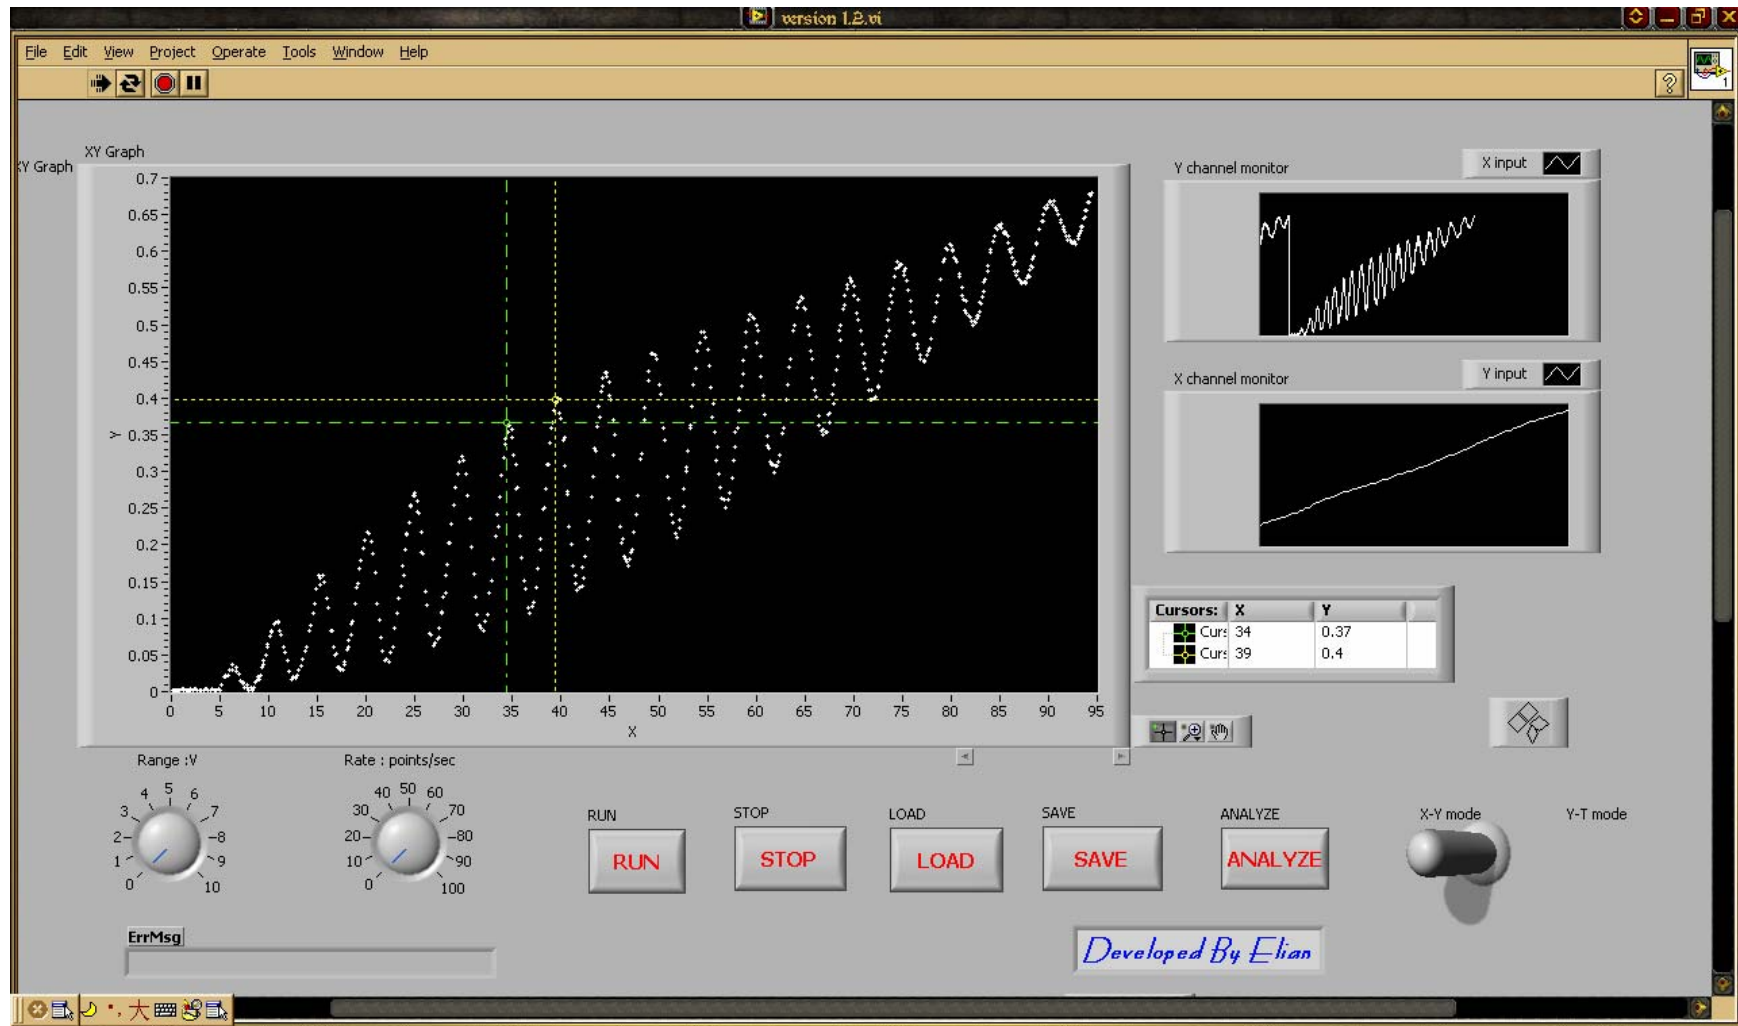 version 1.2.vi
File Edit View Project Operate Tools Window Help
1
XY Graph
XY Graph
0.7
0.65
0.6
0.55
0.5
0.45
0.4
0.35
0.3
0.25
0.2
0.15
0.1
0.05
0
Y
0 5 10 15 20 25 30 35 40 45 50 55 60 65 70 75 80 85 90 95
X
Y channel monitor
X input
X channel monitor
Y input
Cursors: X Y
Curs 34 0.37
Curs 39 0.4
Range :V
0 1 2 3 4 5 6 7 8 9 10
Rate : points/sec
0 10 20 30 40 50 60 70 80 90 100
RUN STOP LOAD SAVE ANALYZE
RUN STOP LOAD SAVE ANALYZE
X-Y mode Y-T mode
ErrMsg
Developed By Elian
大